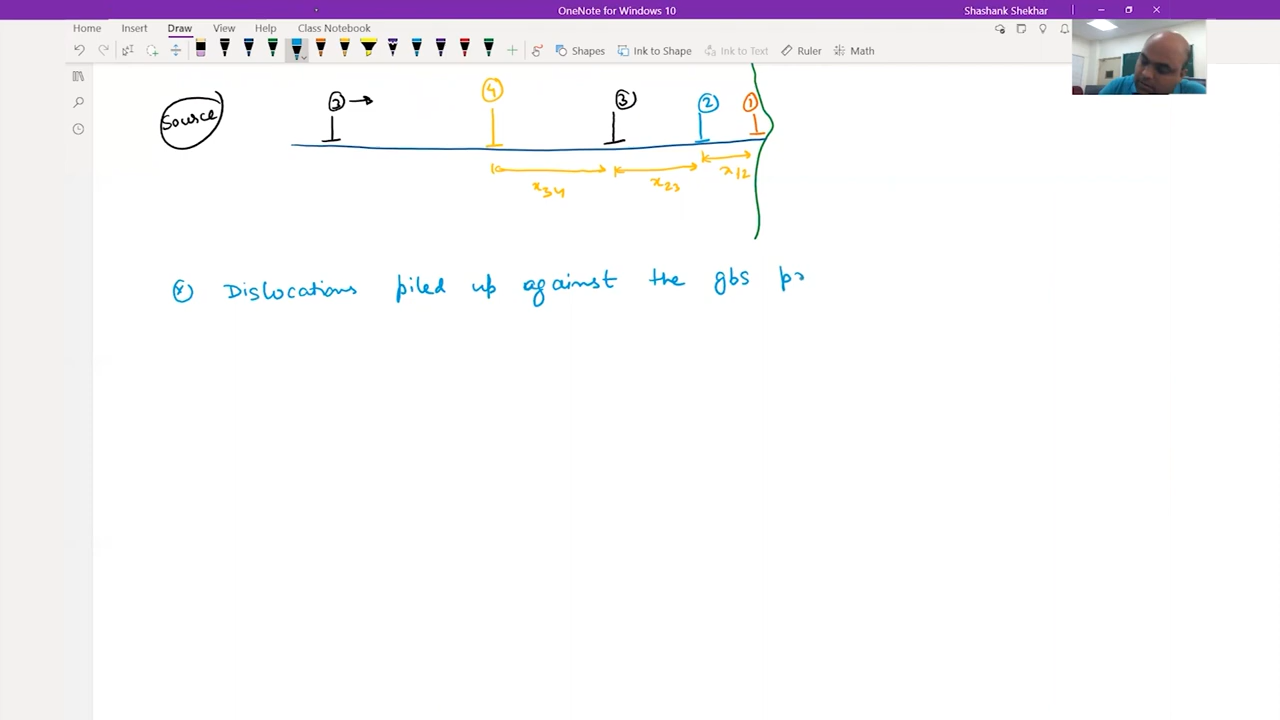 OneNote for Windows 10
Shashank Shekhar
Home Insert Draw View Help Class Notebook
Shapes Ink to Shape Ink to Text Ruler Math
Source
4
3
2
1
x34
x23
x12
Dislocations piled up against the gbs